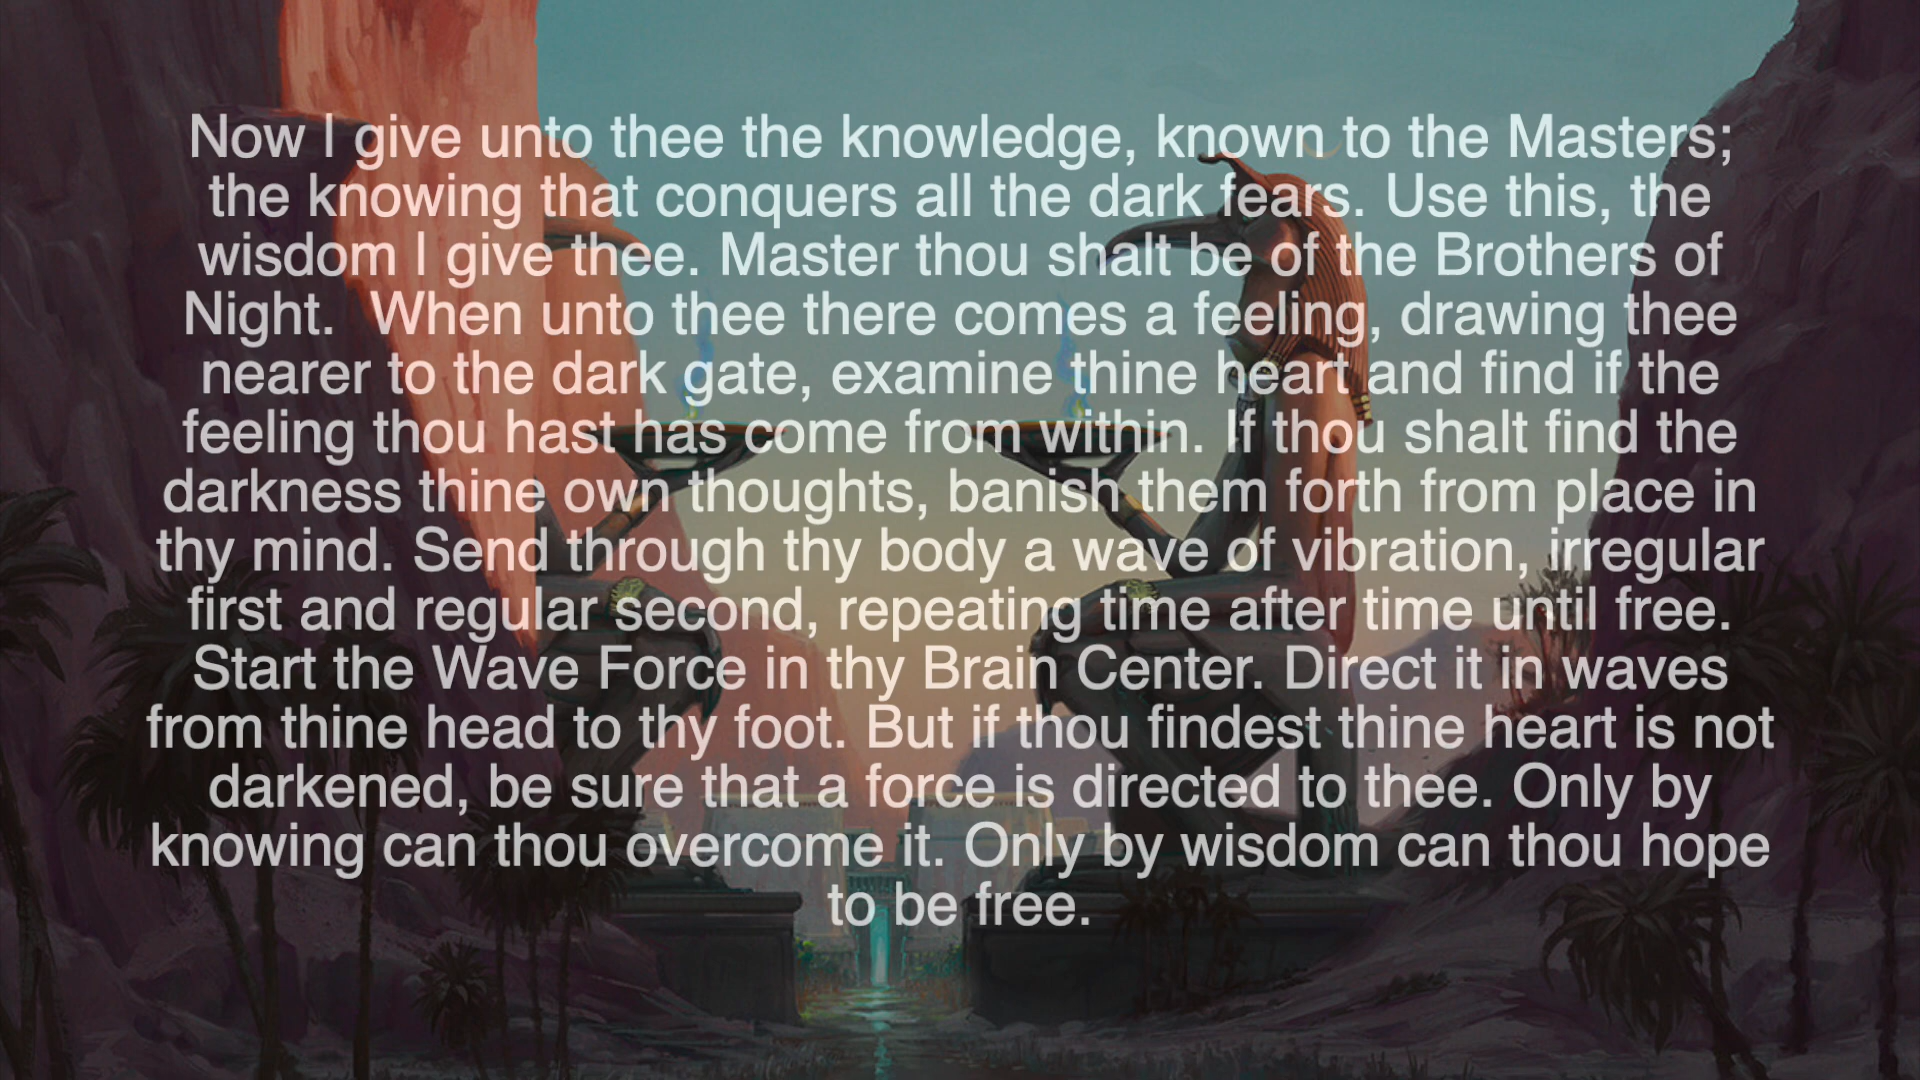 Now I give unto thee the knowledge, known to the Masters;
the knowing that conquers all the dark fears. Use this, the
wisdom I give thee. Master thou shalt be of the Brothers of
Night.  When unto thee there comes a feeling, drawing thee
nearer to the dark gate, examine thine heart and find if the
feeling thou hast has come from within. If thou shalt find the
darkness thine own thoughts, banish them forth from place in
thy mind. Send through thy body a wave of vibration, irregular
first and regular second, repeating time after time until free.
Start the Wave Force in thy Brain Center. Direct it in waves
from thine head to thy foot. But if thou findest thine heart is not
darkened, be sure that a force is directed to thee. Only by
knowing can thou overcome it. Only by wisdom can thou hope
to be free.